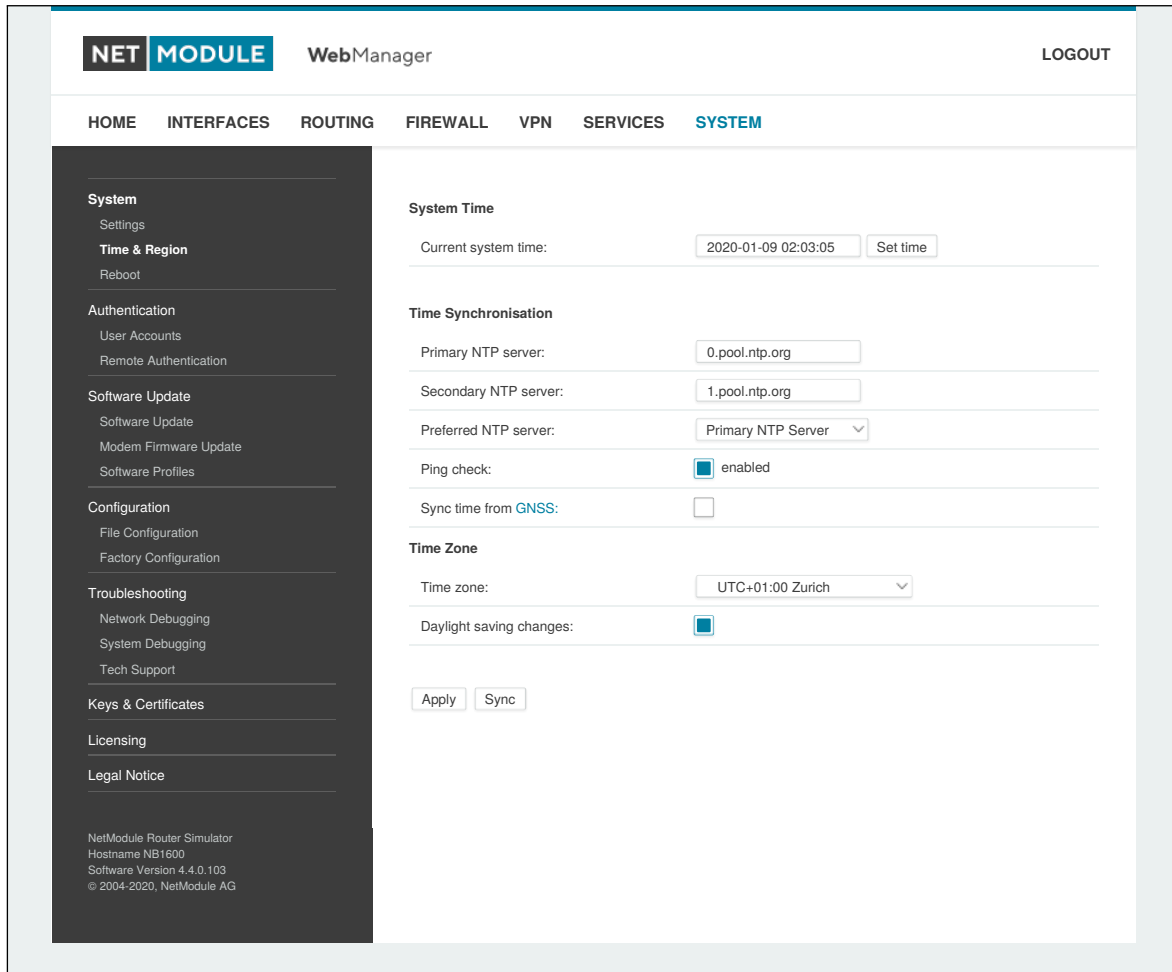 NET MODULE WebManager LOGOUT
HOME INTERFACES ROUTING FIREWALL VPN SERVICES SYSTEM
System
Settings
Time & Region
Reboot
Authentication
User Accounts
Remote Authentication
Software Update
Software Update
Modem Firmware Update
Software Profiles
Configuration
File Configuration
Factory Configuration
Troubleshooting
Network Debugging
System Debugging
Tech Support
Keys & Certificates
Licensing
Legal Notice
NetModule Router Simulator
Hostname NB1600
Software Version 4.4.0.103
© 2004-2020, NetModule AG
System Time
Current system time: 2020-01-09 02:03:05 Set time
Time Synchronisation
Primary NTP server: 0.pool.ntp.org
Secondary NTP server: 1.pool.ntp.org
Preferred NTP server: Primary NTP Server
Ping check: enabled
Sync time from GNSS:
Time Zone
Time zone: UTC+01:00 Zurich
Daylight saving changes:
Apply Sync